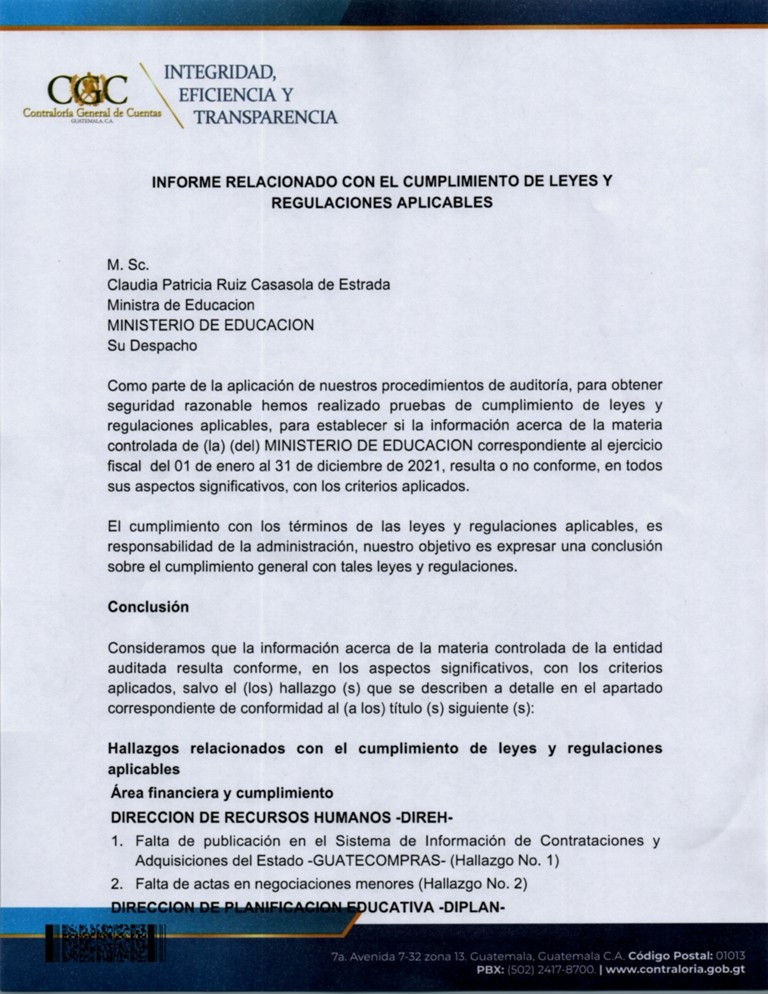 CGC
Contraloría General de Cuentas
GUATEMALA, C.A.
INTEGRIDAD,
EFICIENCIA Y
TRANSPARENCIA
INFORME RELACIONADO CON EL CUMPLIMIENTO DE LEYES Y
REGULACIONES APLICABLES
M. Sc.
Claudia Patricia Ruiz Casasola de Estrada
Ministra de Educacion
MINISTERIO DE EDUCACION
Su Despacho
Como parte de la aplicación de nuestros procedimientos de auditoría, para obtener
seguridad razonable hemos realizado pruebas de cumplimiento de leyes y
regulaciones aplicables, para establecer si la información acerca de la materia
controlada de (la) (del) MINISTERIO DE EDUCACION correspondiente al ejercicio
fiscal del 01 de enero al 31 de diciembre de 2021, resulta o no conforme, en todos
sus aspectos significativos, con los criterios aplicados.
El cumplimiento con los términos de las leyes y regulaciones aplicables, es
responsabilidad de la administración, nuestro objetivo es expresar una conclusión
sobre el cumplimiento general con tales leyes y regulaciones.
Conclusión
Consideramos que la información acerca de la materia controlada de la entidad
auditada resulta conforme, en los aspectos significativos, con los criterios
aplicados, salvo el (los) hallazgo (s) que se describen a detalle en el apartado
correspondiente de conformidad al (a los) título (s) siguiente (s):
Hallazgos relacionados con el cumplimiento de leyes y regulaciones
aplicables
Área financiera y cumplimiento
DIRECCION DE RECURSOS HUMANOS -DIREH-
1. Falta de publicación en el Sistema de Información de Contrataciones y
Adquisiciones del Estado -GUATECOMPRAS- (Hallazgo No. 1)
2. Falta de actas en negociaciones menores (Hallazgo No. 2)
DIRECCION DE PLANIFICACION EDUCATIVA -DIPLAN-
7a. Avenida 7-32 zona 13. Guatemala, Guatemala C.A. Código Postal: 01013
PBX: (502) 2417-8700. | www.contraloria.gob.gt